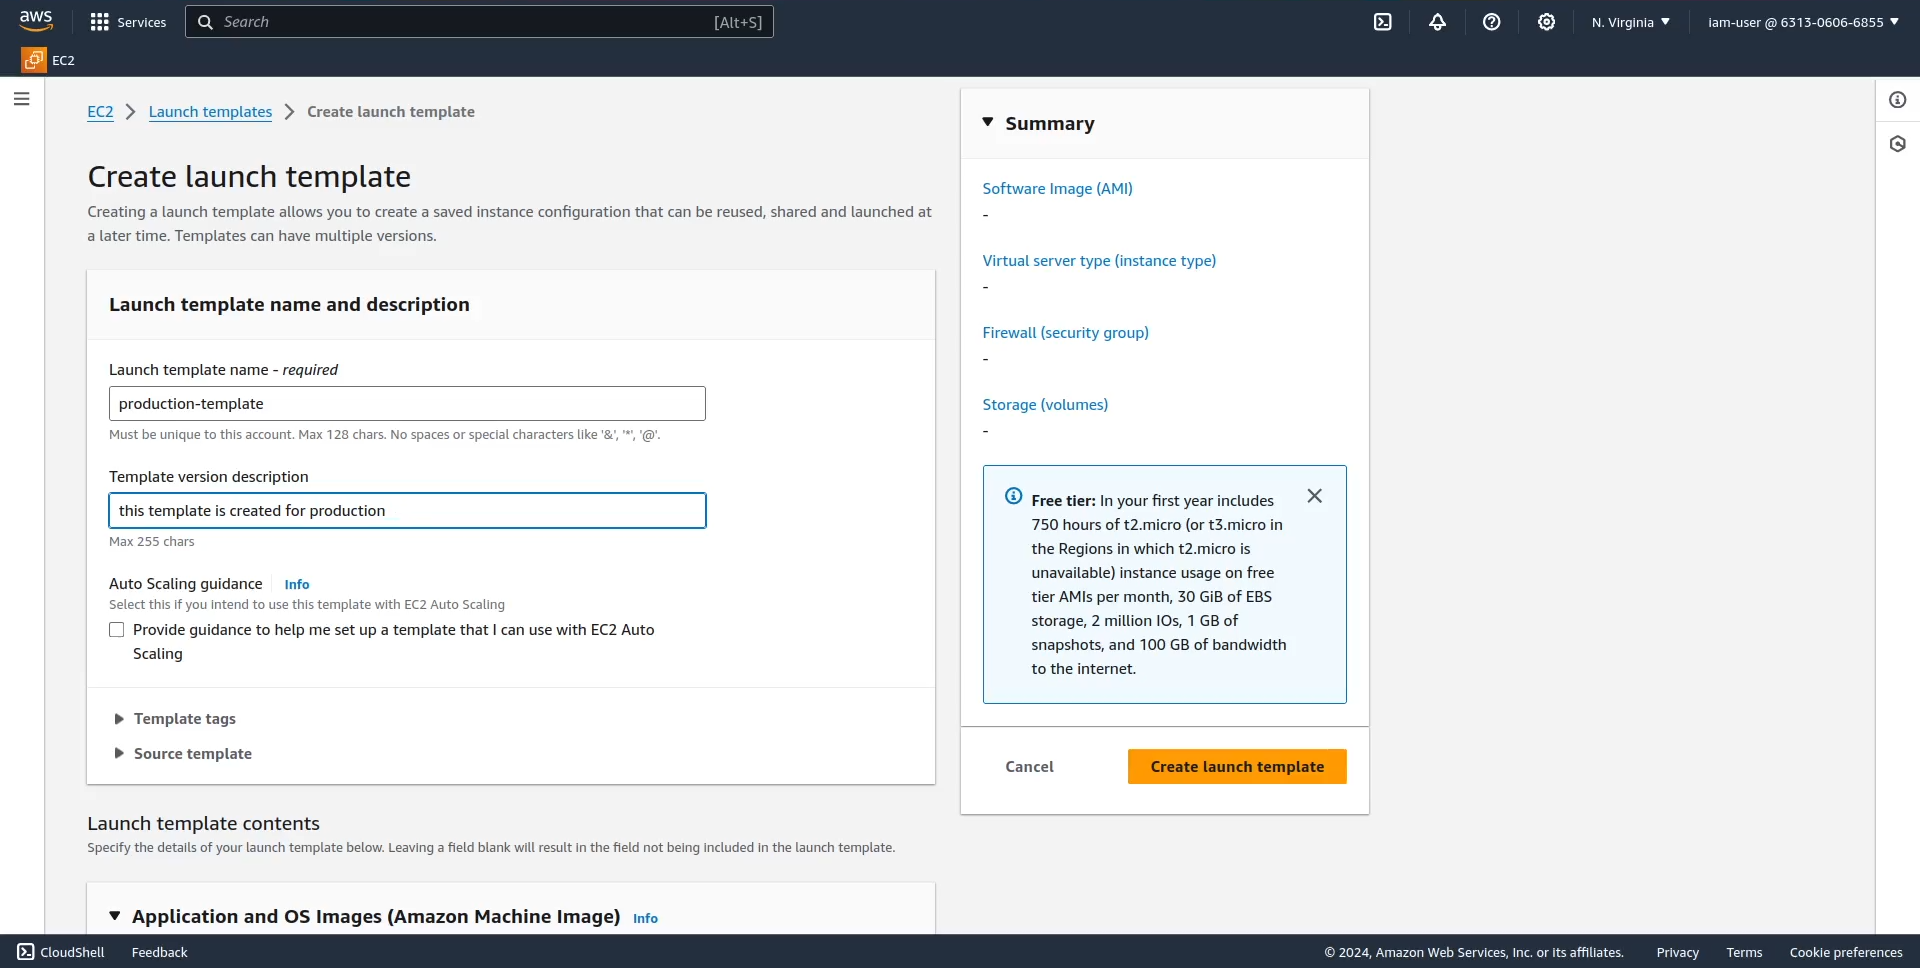 aws
Services
Search
[Alt+S]
N. Virginia
iam-user @ 6313-0606-6855
EC2
EC2
Launch templates
Create launch template
Create launch template
Creating a launch template allows you to create a saved instance configuration that can be reused, shared and launched at
a later time. Templates can have multiple versions.
Launch template name and description
Launch template name - required
production-template
Must be unique to this account. Max 128 chars. No spaces or special characters like '&', '*', '@'.
Template version description
this template is created for production
Max 255 chars
Auto Scaling guidance
Info
Select this if you intend to use this template with EC2 Auto Scaling
Provide guidance to help me set up a template that I can use with EC2 Auto
Scaling
Template tags
Source template
Launch template contents
Specify the details of your launch template below. Leaving a field blank will result in the field not being included in the launch template.
Application and OS Images (Amazon Machine Image)
Info
Summary
Software Image (AMI)
-
Virtual server type (instance type)
-
Firewall (security group)
-
Storage (volumes)
-
Free tier: In your first year includes
750 hours of t2.micro (or t3.micro in
the Regions in which t2.micro is
unavailable) instance usage on free
tier AMIs per month, 30 GiB of EBS
storage, 2 million IOs, 1 GB of
snapshots, and 100 GB of bandwidth
to the internet.
Cancel
Create launch template
CloudShell
Feedback
© 2024, Amazon Web Services, Inc. or its affiliates.
Privacy
Terms
Cookie preferences